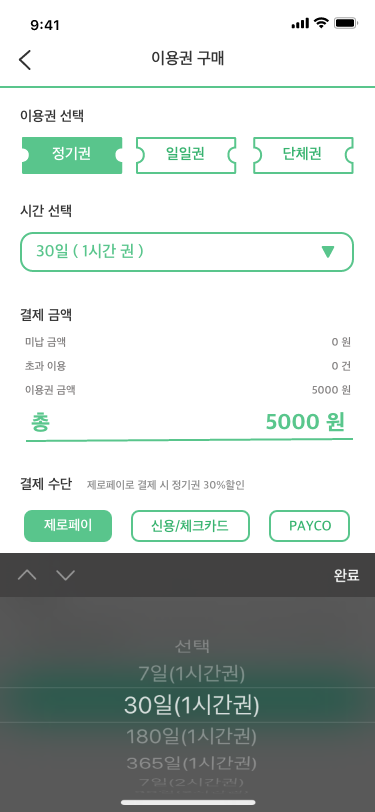 9:41
이용권 구매
이용권 선택
정기권 일일권 단체권
시간 선택
30일 ( 1시간 권 )
결제 금액
미납 금액 0 원
초과 이용 0 건
이용권 금액 5000 원
총 5000 원
결제 수단 제로페이로 결제 시 정기권 30%할인
제로페이 신용/체크카드 PAYCO
완료
선택
7일(1시간권)
30일(1시간권)
180일(1시간권)
365일(1시간권)
7일(2시간권)